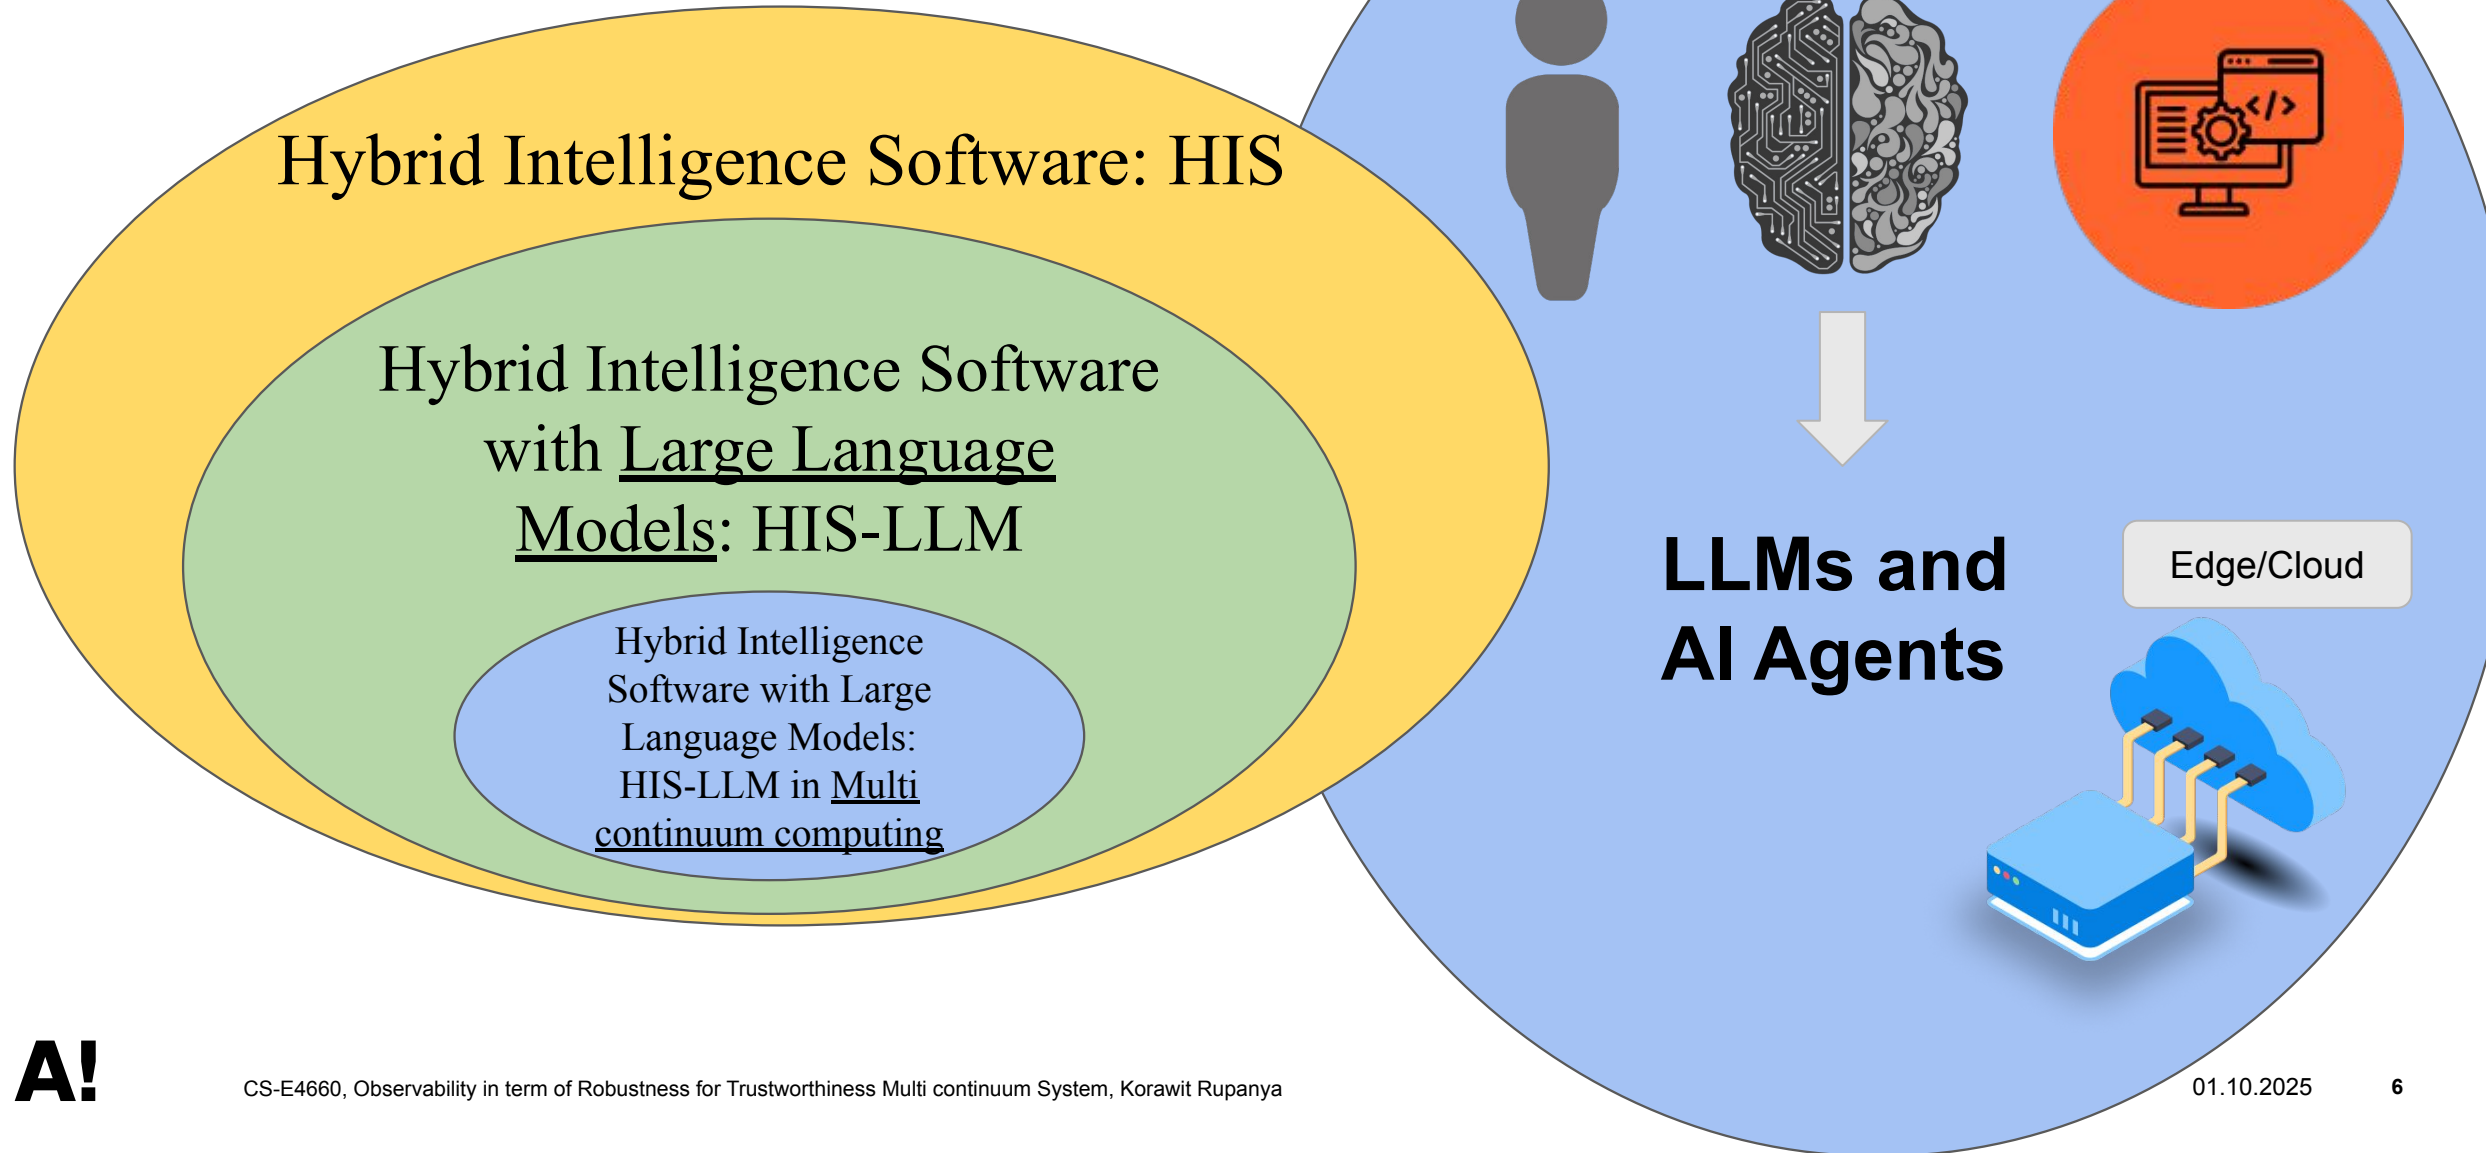 Hybrid Intelligence Software: HIS
Hybrid Intelligence Software
with Large Language
Models: HIS-LLM
Hybrid Intelligence
Software with Large
Language Models:
HIS-LLM in Multi
continuum computing
</>
LLMs and
AI Agents
Edge/Cloud
A!
CS-E4660, Observability in term of Robustness for Trustworthiness Multi continuum System, Korawit Rupanya
01.10.2025
6